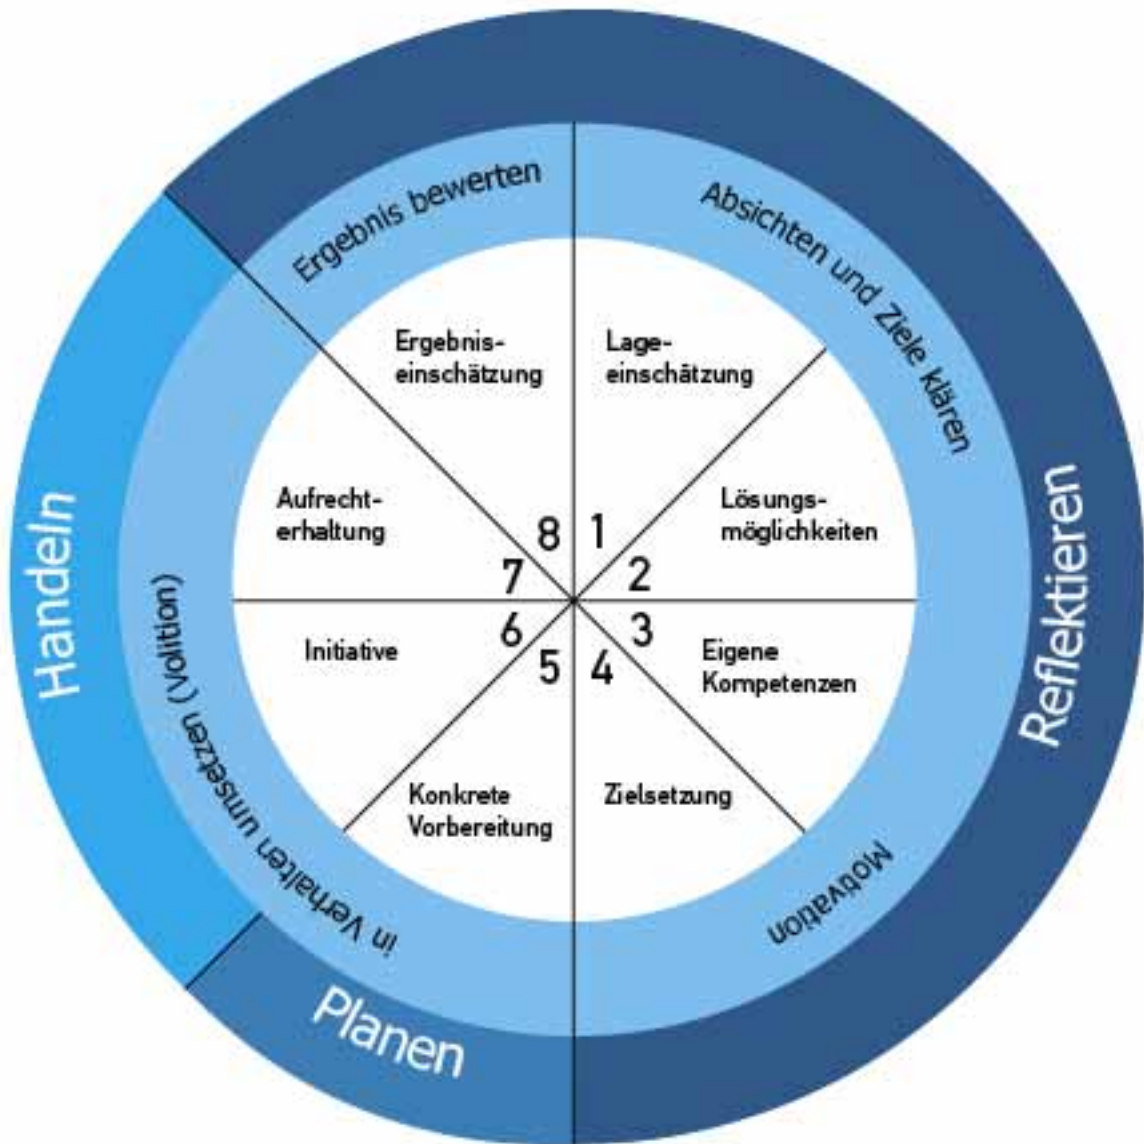 Reflektieren
Planen
Handeln
Absichten und Ziele klären
Motivation
in Verhalten umsetzen (Volition)
Ergebnis bewerten
1
Lage-
einschätzung
2
Lösungs-
möglichkeiten
3
Eigene
Kompetenzen
4
Zielsetzung
5
Konkrete
Vorbereitung
6
Initiative
7
Aufrecht-
erhaltung
8
Ergebnis-
einschätzung